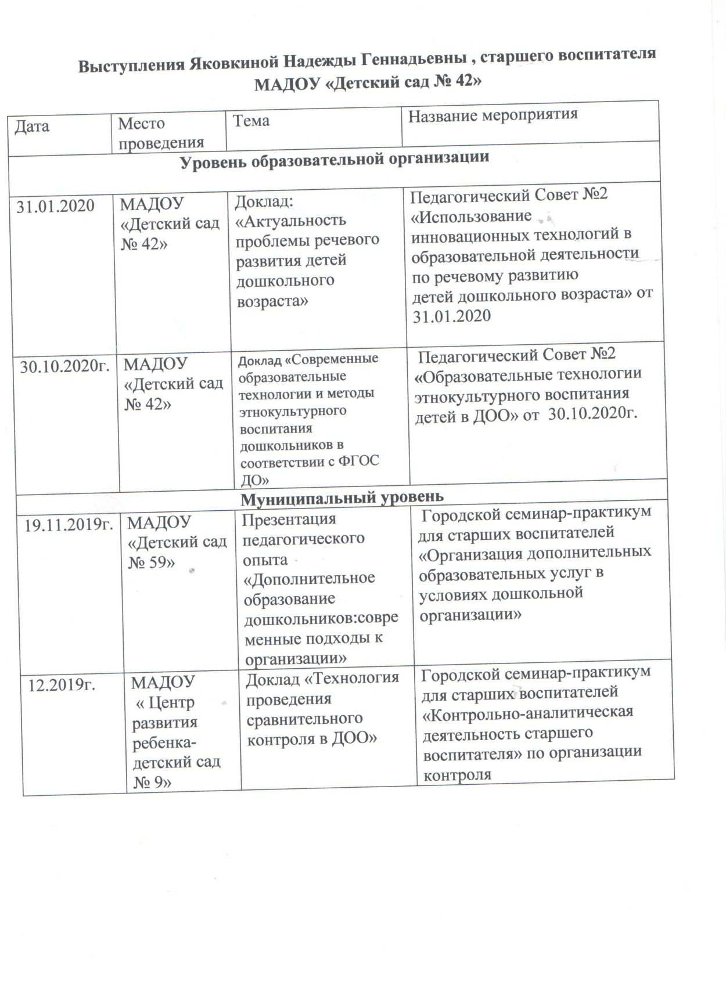 Выступления Яковкиной Надежды Геннадьевны , старшего воспитателя
МАДОУ «Детский сад № 42»
Дата
Место
проведения
Тема
Название мероприятия
Уровень образовательной организации
31.01.2020
МАДОУ
«Детский сад
№ 42»
Доклад:
«Актуальность
проблемы речевого
развития детей
дошкольного
возраста»
Педагогический Совет №2
«Использование
инновационных технологий в
образовательной деятельности
по речевому развитию
детей дошкольного возраста» от
31.01.2020
30.10.2020г.
МАДОУ
«Детский сад
№ 42»
Доклад «Современные
образовательные
технологии и методы
этнокультурного
воспитания
дошкольников в
соответствии с ФГОС
ДО»
Педагогический Совет №2
«Образовательные технологии
этнокультурного воспитания
детей в ДОО» от 30.10.2020г.
Муниципальный уровень
19.11.2019г.
МАДОУ
«Детский сад
№ 59»
Презентация
педагогического
опыта
«Дополнительное
образование
дошкольников:совре
менные подходы к
организации»
Городской семинар-практикум
для старших воспитателей
«Организация дополнительных
образовательных услуг в
условиях дошкольной
организации»
12.2019г.
МАДОУ
« Центр
развития
ребенка-
детский сад
№ 9»
Доклад «Технология
проведения
сравнительного
контроля в ДОО»
Городской семинар-практикум
для старших воспитателей
«Контрольно-аналитическая
деятельность старшего
воспитателя» по организации
контроля